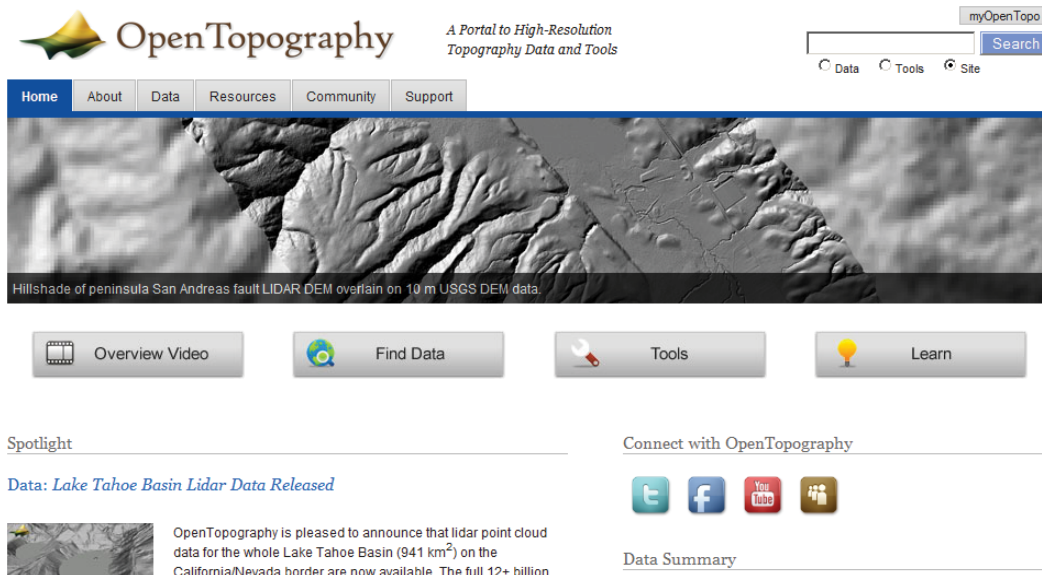 OpenTopography
A Portal to High-Resolution
Topography Data and Tools
myOpenTopo
Search
Data Tools Site
Home About Data Resources Community Support
Hillshade of peninsula San Andreas fault LIDAR DEM overlain on 10 m USGS DEM data.
Overview Video Find Data Tools Learn
Spotlight
Data: Lake Tahoe Basin Lidar Data Released
OpenTopography is pleased to announce that lidar point cloud
data for the whole Lake Tahoe Basin (941 km²) on the
California/Nevada border are now available. The full 12+ billion
Connect with OpenTopography
You Tube
Data Summary